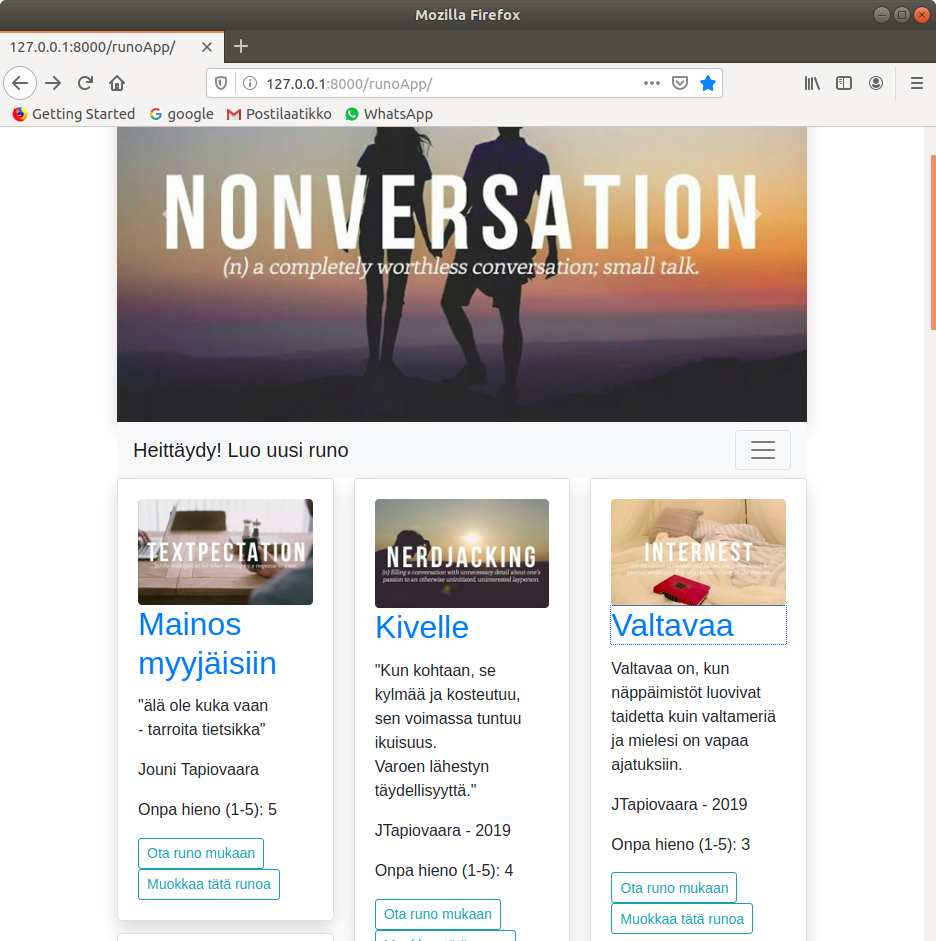 Mozilla Firefox
127.0.0.1:8000/runoApp/
127.0.0.1:8000/runoApp/
Getting Started
google
Postilaatikko
WhatsApp
NONVERSATION
(n) a completely worthless conversation; small talk.
Heittäydy! Luo uusi runo
TEXTPECTATION
Mainos
myyjäisiin
"älä ole kuka vaan
- tarroita tietsikka"
Jouni Tapiovaara
Onpa hieno (1-5): 5
Ota runo mukaan
Muokkaa tätä runoa
NERDJACKING
(n) filling a conversation with unnecessary detail about one's
passion to an otherwise uninitiated, uninterested layperson.
Kivelle
"Kun kohtaan, se
kylmää ja kosteutuu,
sen voimassa tuntuu
ikuisuus.
Varoen lähestyn
täydellisyyttä."
JTapiovaara - 2019
Onpa hieno (1-5): 4
Ota runo mukaan
INTERNEST
Valtavaa
Valtavaa on, kun
näppäimistöt luovivat
taidetta kuin valtameriä
ja mielesi on vapaa
ajatuksiin.
JTapiovaara - 2019
Onpa hieno (1-5): 3
Ota runo mukaan
Muokkaa tätä runoa